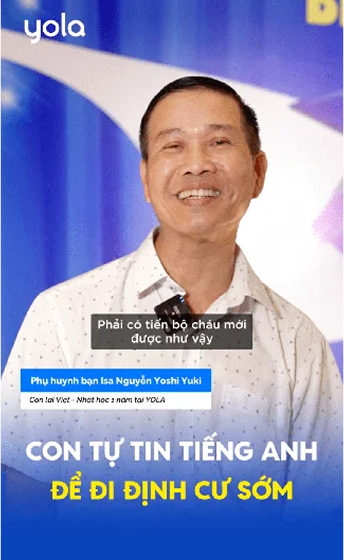 yola
Phải có tiến bộ cháu mới
được như vậy
Phụ huynh bạn Isa Nguyễn Yoshi Yuki
Con lai Việt - Nhật học 1 năm tại YOLA
CON TỰ TIN TIẾNG ANH
ĐỂ ĐI ĐỊNH CƯ SỚM